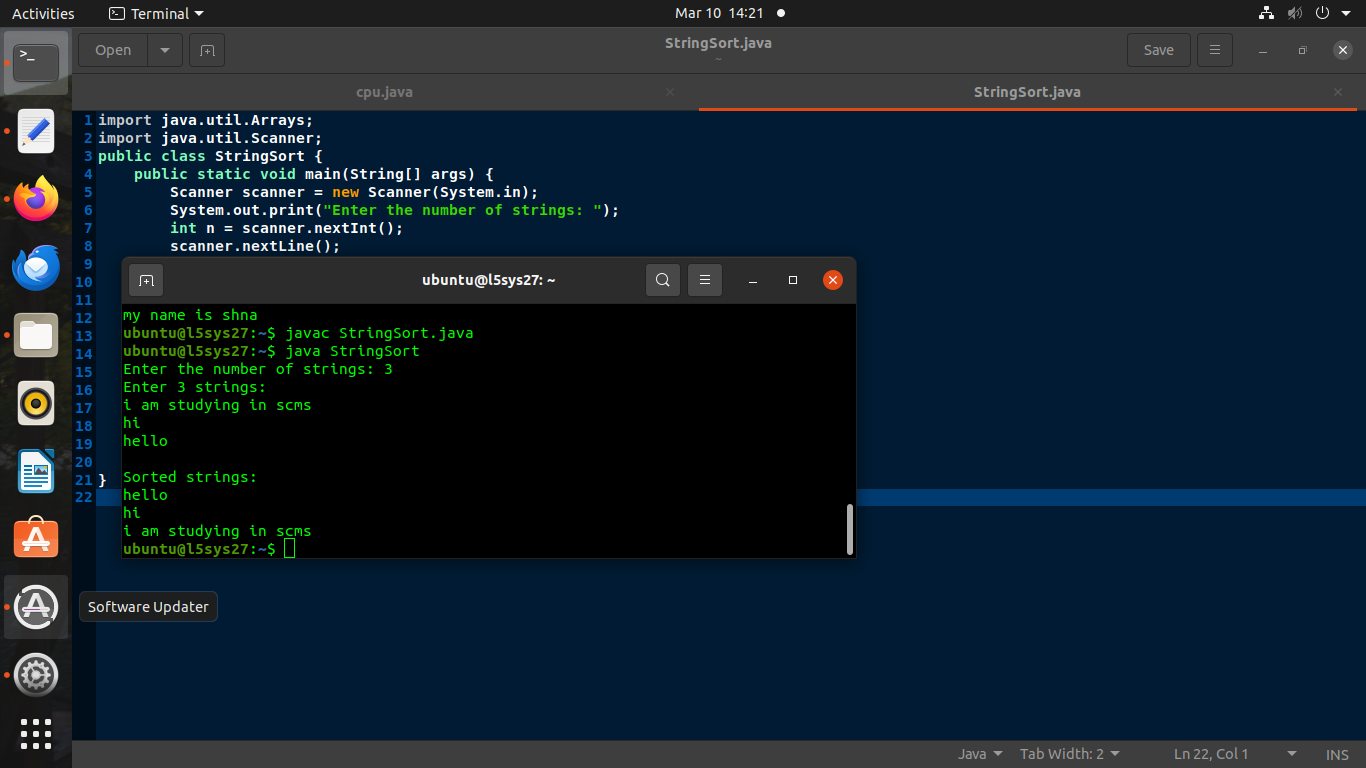 Activities
Terminal
Mar 10 14:21
Open
StringSort.java
~
Save
cpu.java
StringSort.java
1 import java.util.Arrays;
2 import java.util.Scanner;
3 public class StringSort {
4 public static void main(String[] args) {
5 Scanner scanner = new Scanner(System.in);
6 System.out.print("Enter the number of strings: ");
7 int n = scanner.nextInt();
8 scanner.nextLine();
9
10
11
12
13
14
15
16
17
18
19
20
21 }
22
ubuntu@l5sys27: ~
my name is shna
ubuntu@l5sys27:~$ javac StringSort.java
ubuntu@l5sys27:~$ java StringSort
Enter the number of strings: 3
Enter 3 strings:
i am studying in scms
hi
hello
Sorted strings:
hello
hi
i am studying in scms
ubuntu@l5sys27:~$
Software Updater
Java
Tab Width: 2
Ln 22, Col 1
INS